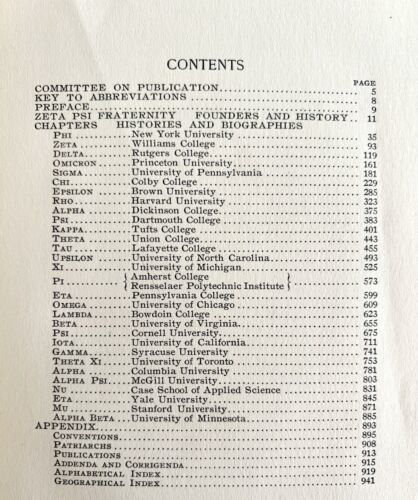 CONTENTS
PAGE
COMMITTEE ON PUBLICATION 5
KEY TO ABBREVIATIONS 8
PREFACE 9
ZETA PSI FRATERNITY FOUNDERS AND HISTORY 11
CHAPTERS HISTORIES AND BIOGRAPHIES
PHI New York University 35
ZETA Williams College 93
DELTA Rutgers College 119
OMICRON Princeton University 161
SIGMA University of Pennsylvania 181
CHI Colby College 229
EPSILON Brown University 285
RHO Harvard University 323
ALPHA Dickinson College 375
PSI Dartmouth College 383
KAPPA Tufts College 401
THETA Union College 443
TAU Lafayette College 455
UPSILON University of North Carolina 493
XI University of Michigan 525
PI { Amherst College
Rensselaer Polytechnic Institute } 573
ETA Pennsylvania College 599
OMEGA University of Chicago 609
LAMBDA Bowdoin College 623
BETA University of Virginia 655
PSI Cornell University 675
IOTA University of California 711
GAMMA Syracuse University 741
THETA XI University of Toronto 753
ALPHA Columbia University 781
ALPHA PSI McGill University 803
NU Case School of Applied Science 831
ETA Yale University 845
MU Stanford University 871
ALPHA BETA University of Minnesota 885
APPENDIX 893
CONVENTIONS 895
PATRIARCHS 908
PUBLICATIONS 913
ADDENDA AND CORRIGENDA 915
ALPHABETICAL INDEX 919
GEOGRAPHICAL INDEX 941